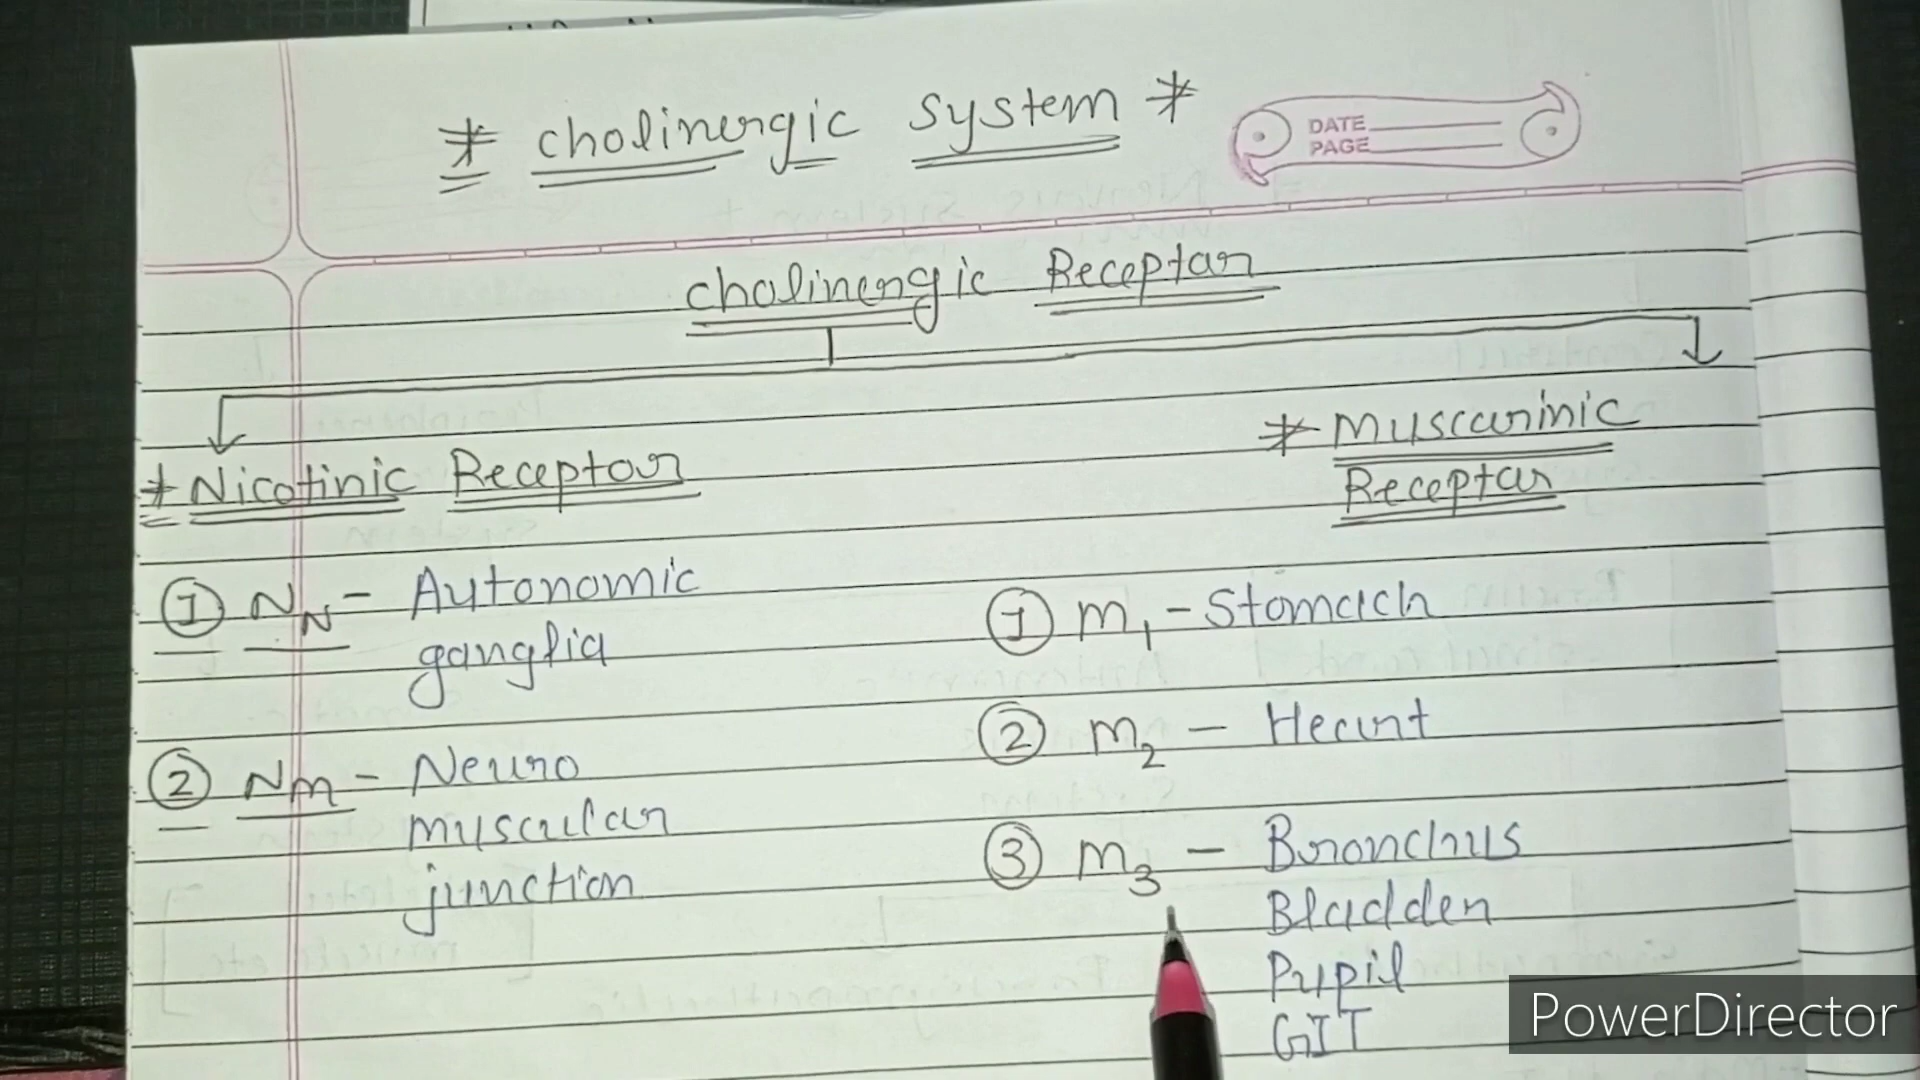 * cholinergic system *
DATE
PAGE
cholinergic Receptor
* Nicotinic Receptor
* Muscarinic
Receptor
① NN - Autonomic
ganglia
② NM - Neuro
muscular
junction
① M1 - Stomach
② M2 - Heart
③ M3 - Bronchus
Bladder
Pupil
GIT
PowerDirector